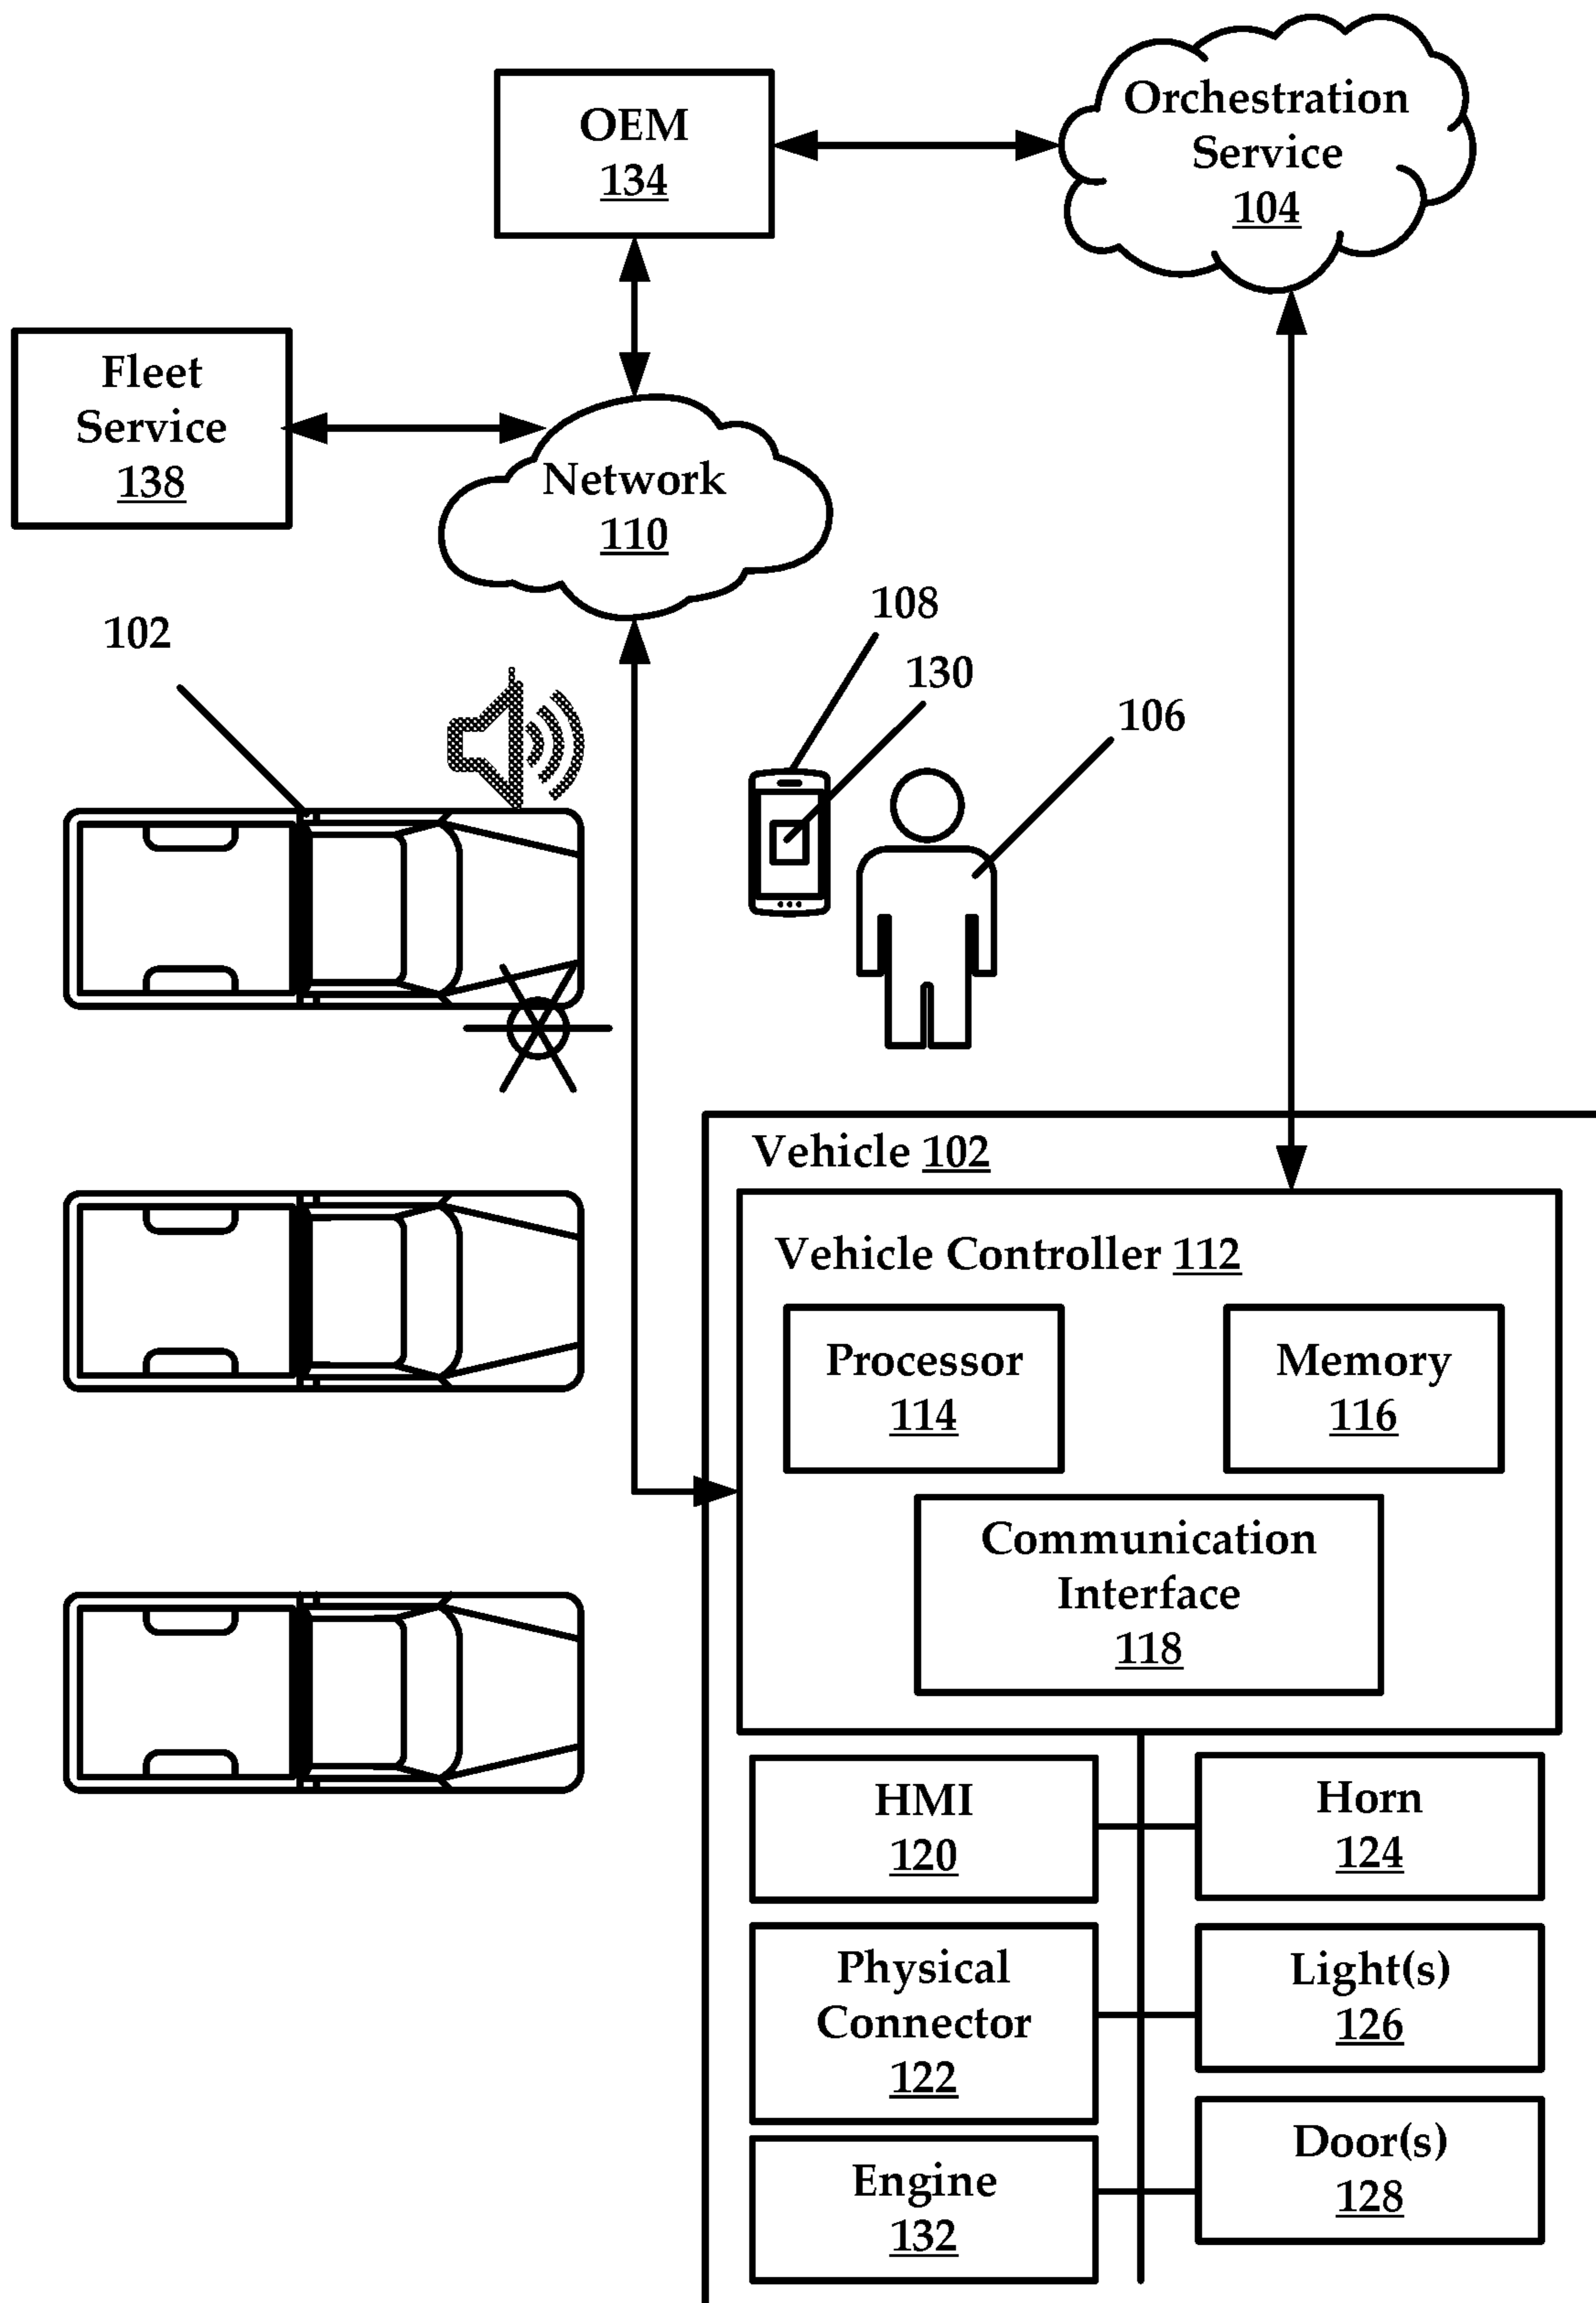 OEM
134
Orchestration
Service
104
Fleet
Service
138
Network
110
102
108
130
106
Vehicle 102
Vehicle Controller 112
Processor
114
Memory
116
Communication
Interface
118
HMI
120
Horn
124
Physical
Connector
122
Light(s)
126
Engine
132
Door(s)
128